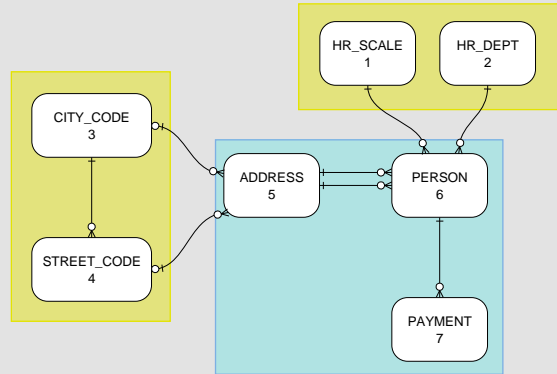 HR_SCALE
1
HR_DEPT
2
CITY_CODE
3
ADDRESS
5
PERSON
6
STREET_CODE
4
PAYMENT
7